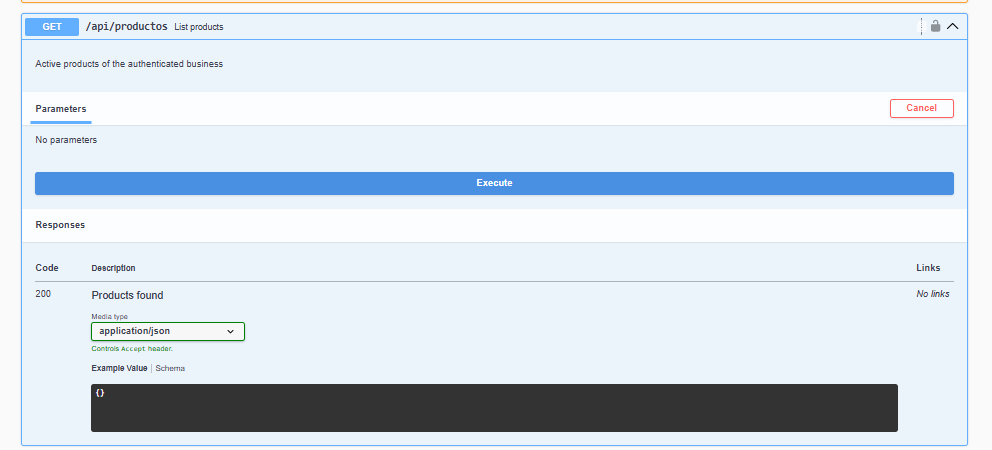 GET /api/productos List products
Active products of the authenticated business
Parameters
Cancel
No parameters
Execute
Responses
Code Description Links
200 Products found No links
Media type
application/json
Controls Accept header.
Example Value | Schema
{}